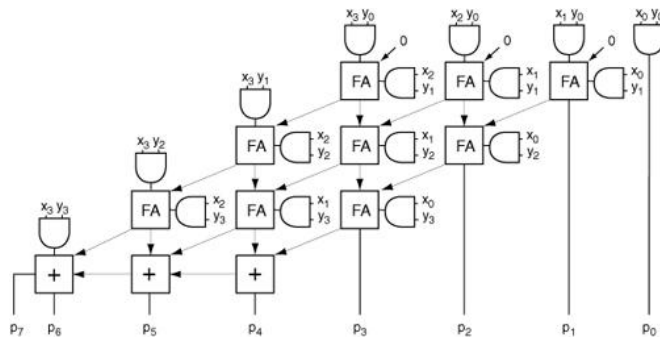 x₃ y₀ x₂ y₀ x₁ y₀ x₀ y₀
0 0 0
x₃ y₁ FA x₂ y₁ FA x₁ y₁ FA x₀ y₁
x₃ y₂ FA x₂ y₂ FA x₁ y₂ FA x₀ y₂
x₃ y₃ FA x₂ y₃ FA x₁ y₃ FA x₀ y₃
+ + +
p₇ p₆ p₅ p₄ p₃ p₂ p₁ p₀